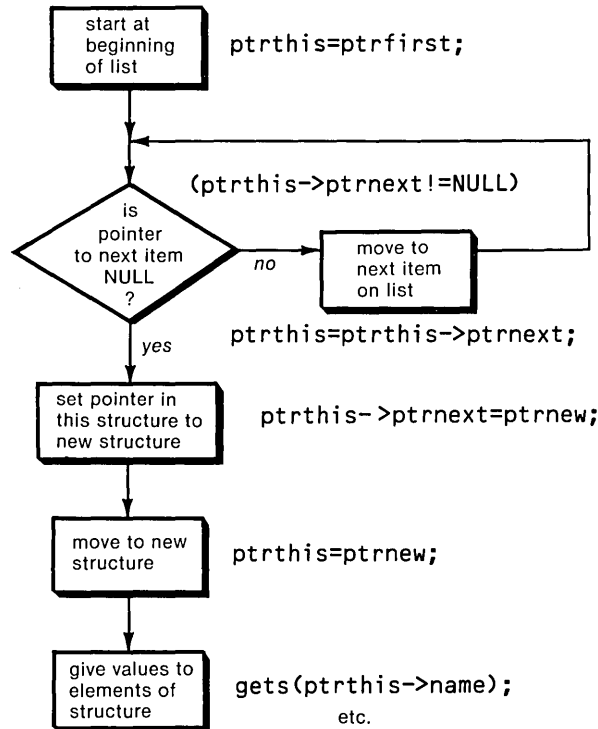 start at
beginning
of list
ptrthis=ptrfirst;
(ptrthis->ptrnext!=NULL)
is
pointer
to next item
NULL
?
no
move to
next item
on list
ptrthis=ptrthis->ptrnext;
yes
set pointer in
this structure to
new structure
ptrthis->ptrnext=ptrnew;
move to new
structure
ptrthis=ptrnew;
give values to
elements of
structure
gets(ptrthis->name);
etc.